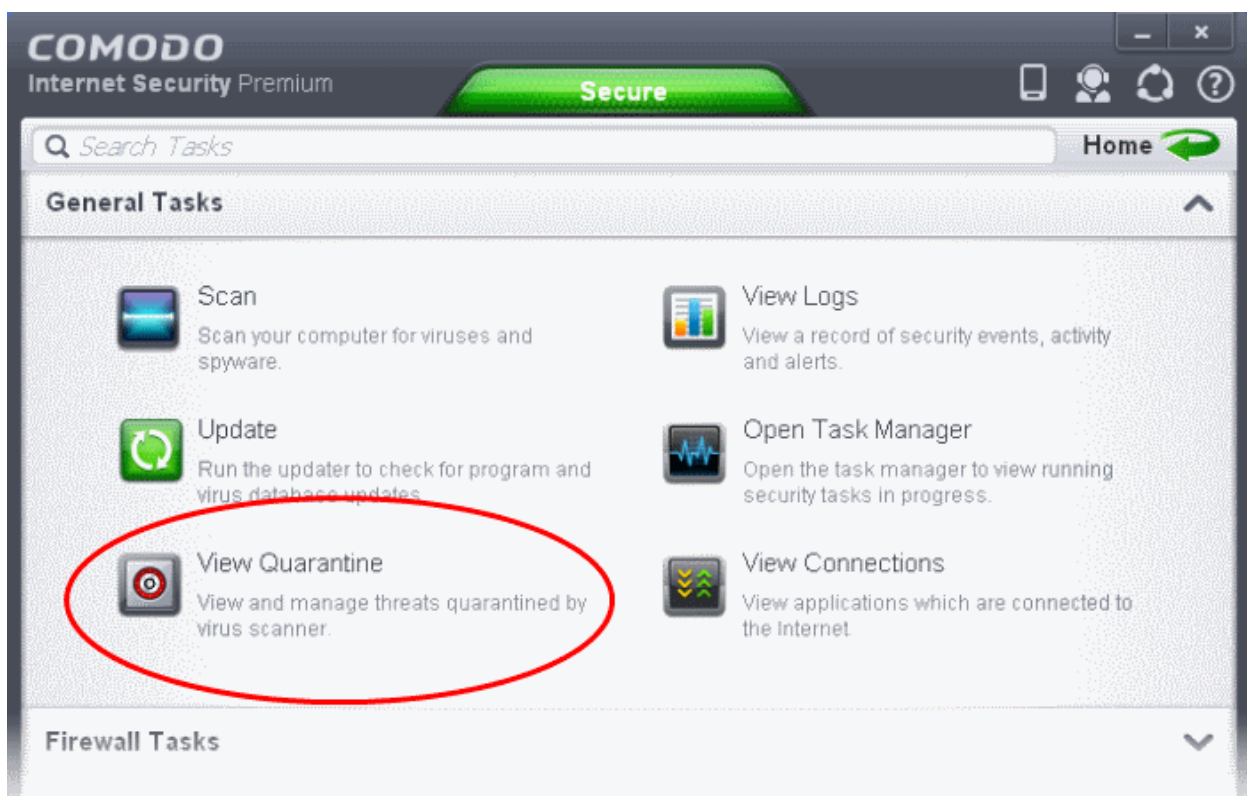 COMODO
Internet Security Premium
Secure
Search Tasks
Home
General Tasks
Scan
Scan your computer for viruses and
spyware.
View Logs
View a record of security events, activity
and alerts.
Update
Run the updater to check for program and
virus database updates.
Open Task Manager
Open the task manager to view running
security tasks in progress.
View Quarantine
View and manage threats quarantined by
virus scanner.
View Connections
View applications which are connected to
the Internet
Firewall Tasks